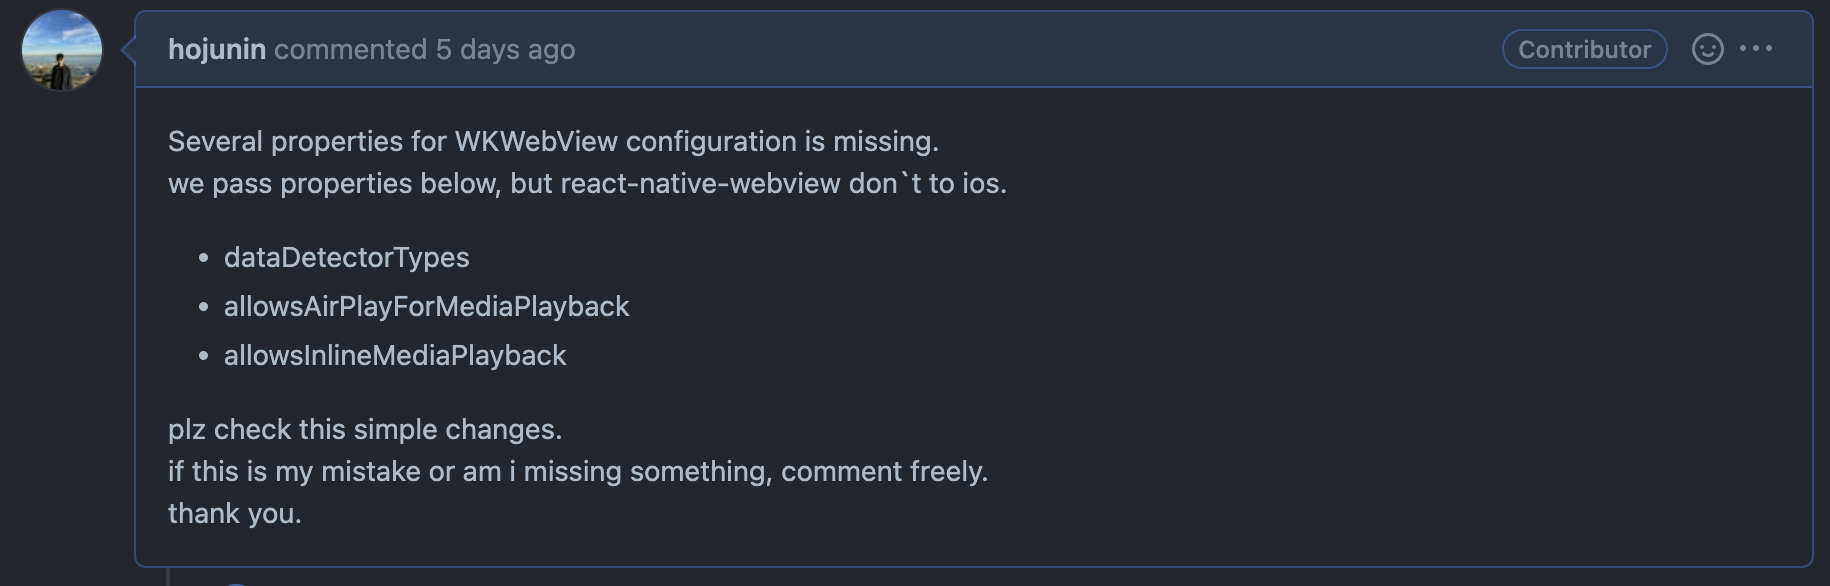 hojunin commented 5 days ago
Contributor
Several properties for WKWebView configuration is missing.
we pass properties below, but react-native-webview don`t to ios.
• dataDetectorTypes
• allowsAirPlayForMediaPlayback
• allowsInlineMediaPlayback
plz check this simple changes.
if this is my mistake or am i missing something, comment freely.
thank you.